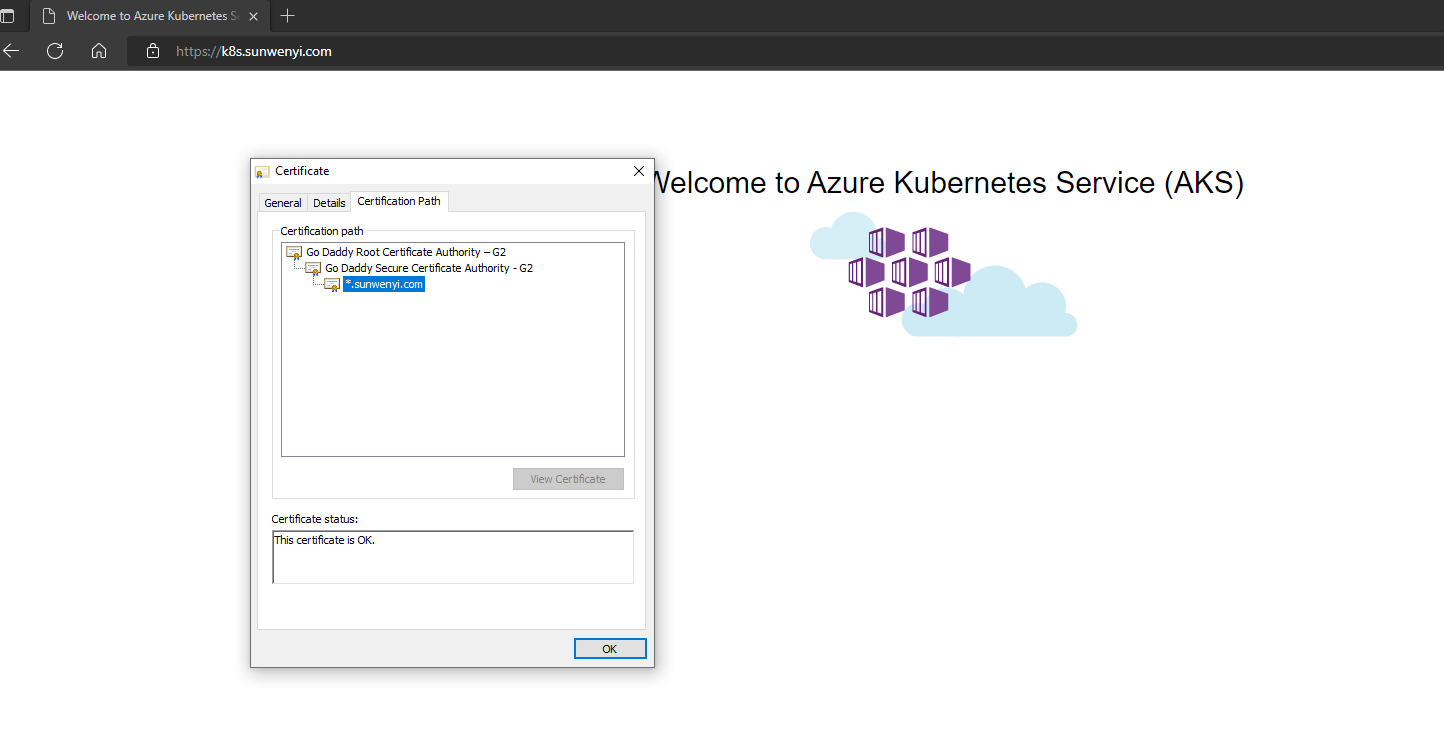 Welcome to Azure Kubernetes S
https://k8s.sunwenyi.com
Certificate
Welcome to Azure Kubernetes Service (AKS)
General Details Certification Path
Certification path
Go Daddy Root Certificate Authority – G2
Go Daddy Secure Certificate Authority - G2
*.sunwenyi.com
View Certificate
Certificate status:
This certificate is OK.
OK